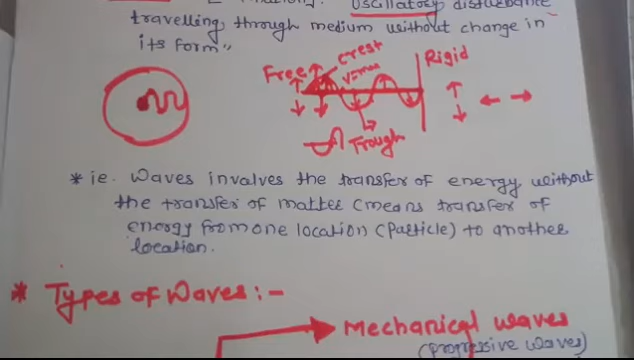 Oscillatory disturbance
travelling through medium without change in
its form"
Free
crest
Rigid
V=max
Trough
* ie. Waves involves the transfer of energy without
the transfer of matter (means transfer of
energy from one location (Particle) to another
location.
* Types of Waves:-
Mechanical waves
(progressive waves)